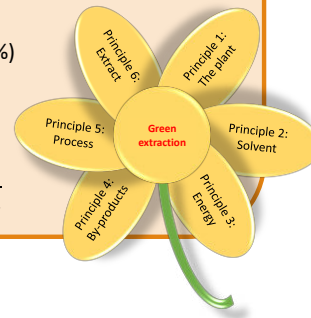 %)
Principle 1:
The plant
Principle 2:
Solvent
Principle 3:
Energy
Principle 4:
By-products
Principle 5:
Process
Principle 6:
Extract
Green
extraction